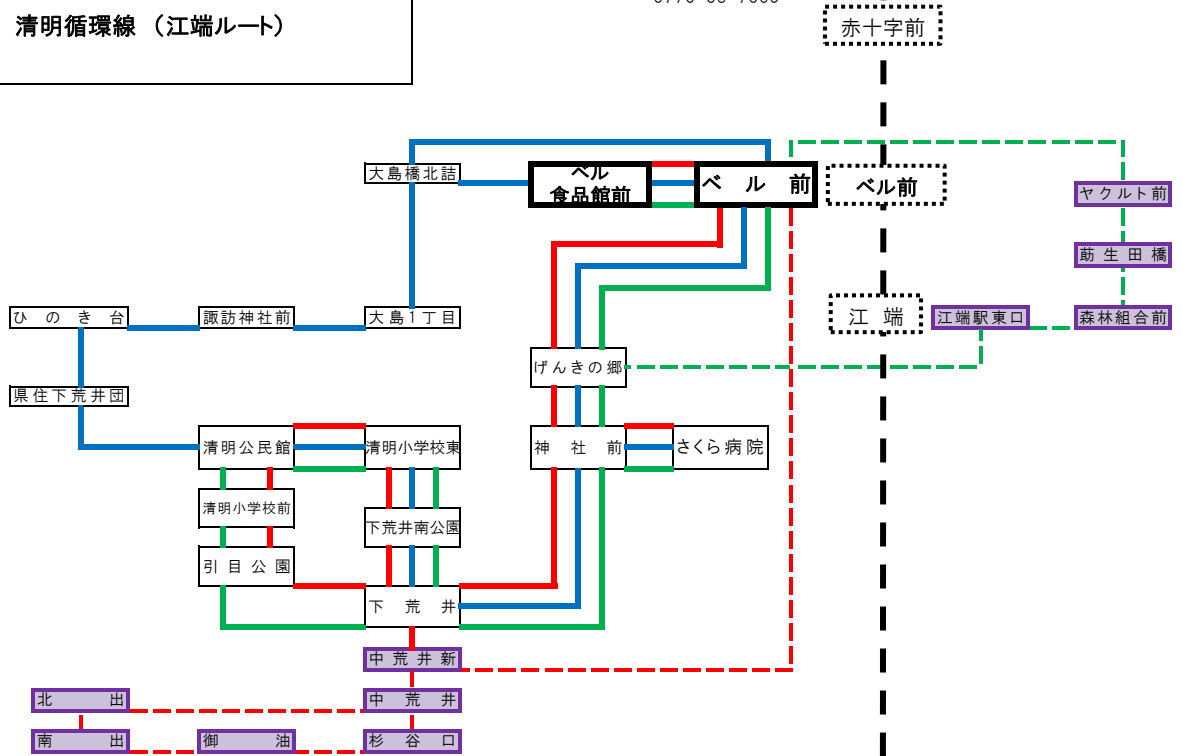 清明循環線 （江端ルート）
赤十字前
大島橋北詰
ベル
食品館前
ベル前
ベル前
ヤクルト前
莇生田橋
ひのき台
諏訪神社前
大島1丁目
江端
江端駅東口
森林組合前
げんきの郷
県住下荒井団
清明公民館
清明小学校東
神社前
さくら病院
清明小学校前
下荒井南公園
引目公園
下荒井
中荒井新
北出
中荒井
南出
御油
杉谷口